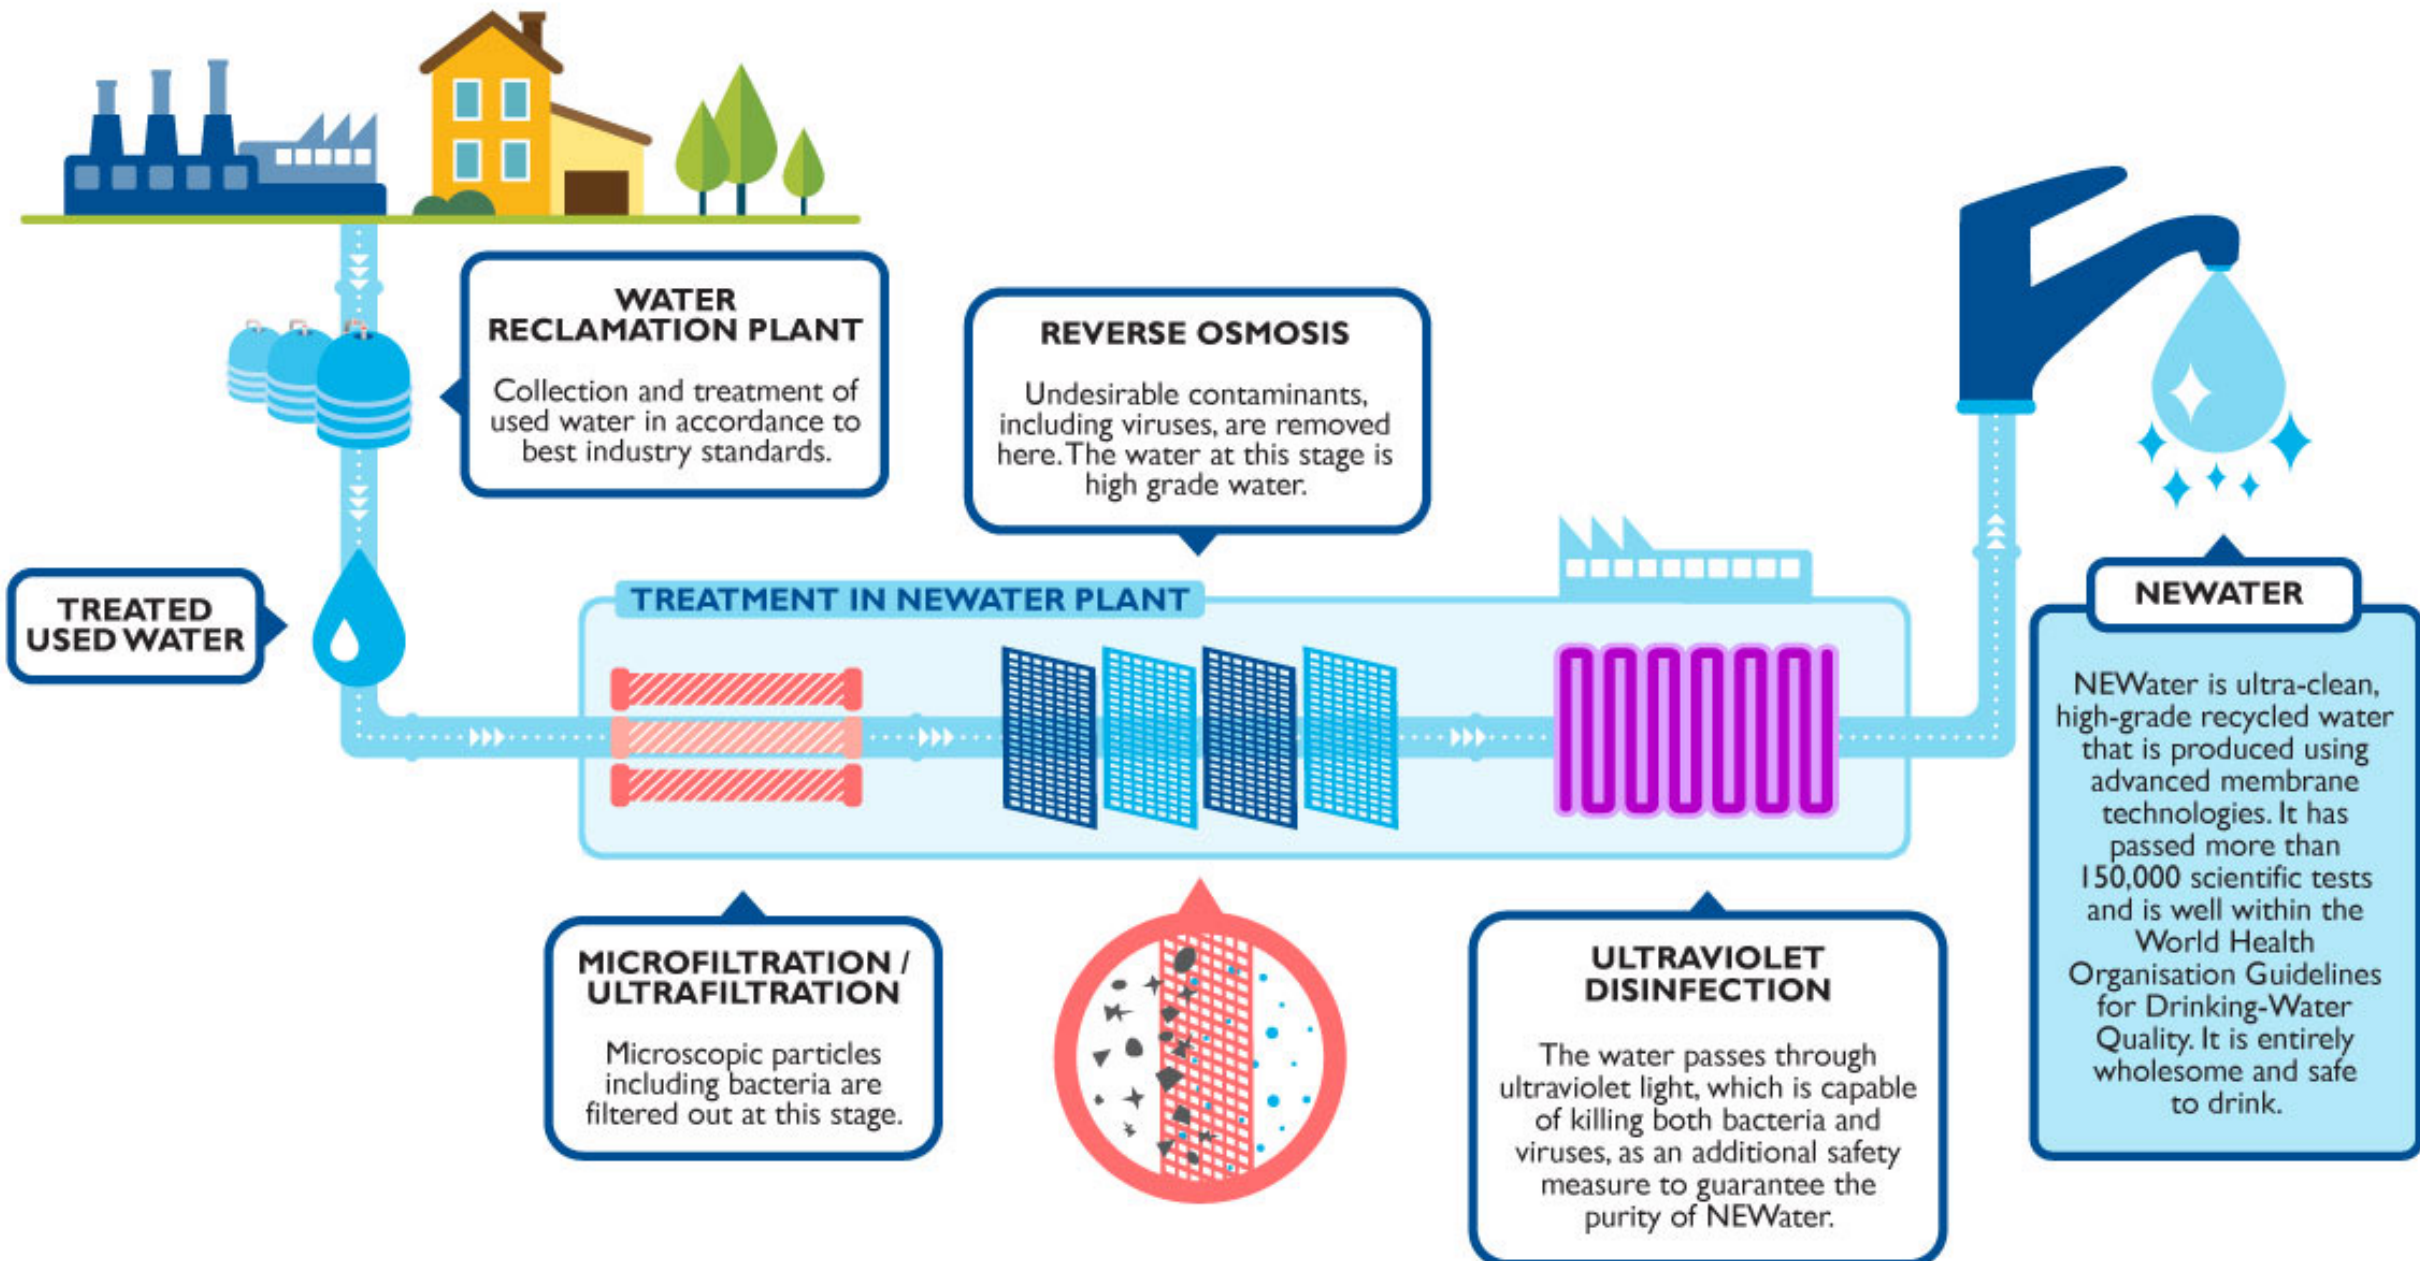 WATER
RECLAMATION PLANT
Collection and treatment of
used water in accordance to
best industry standards.
TREATED
USED WATER
TREATMENT IN NEWATER PLANT
MICROFILTRATION /
ULTRAFILTRATION
Microscopic particles
including bacteria are
filtered out at this stage.
REVERSE OSMOSIS
Undesirable contaminants,
including viruses, are removed
here. The water at this stage is
high grade water.
ULTRAVIOLET
DISINFECTION
The water passes through
ultraviolet light, which is capable
of killing both bacteria and
viruses, as an additional safety
measure to guarantee the
purity of NEWater.
NEWATER
NEWater is ultra-clean,
high-grade recycled water
that is produced using
advanced membrane
technologies. It has
passed more than
150,000 scientific tests
and is well within the
World Health
Organisation Guidelines
for Drinking-Water
Quality. It is entirely
wholesome and safe
to drink.